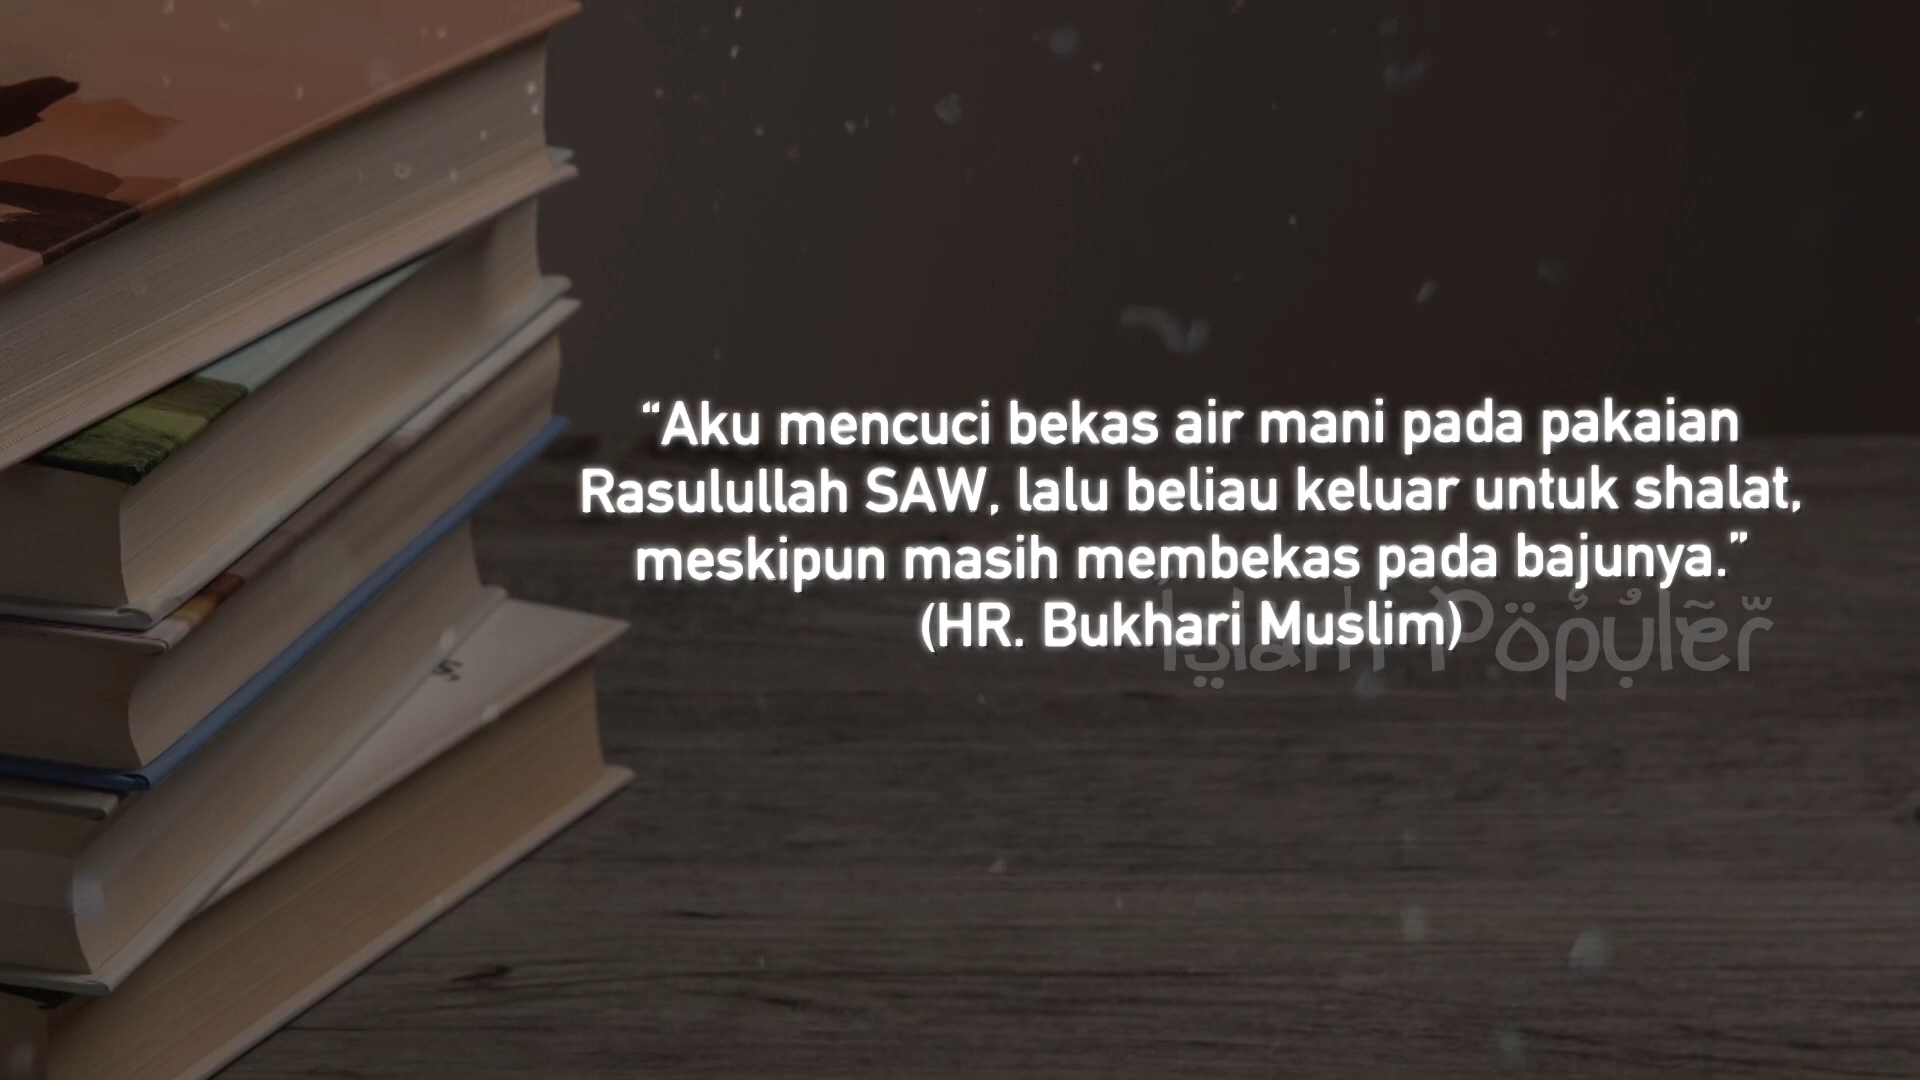 “Aku mencuci bekas air mani pada pakaian
Rasulullah SAW, lalu beliau keluar untuk shalat,
meskipun masih membekas pada bajunya.”
(HR. Bukhari Muslim)
Islam Populer